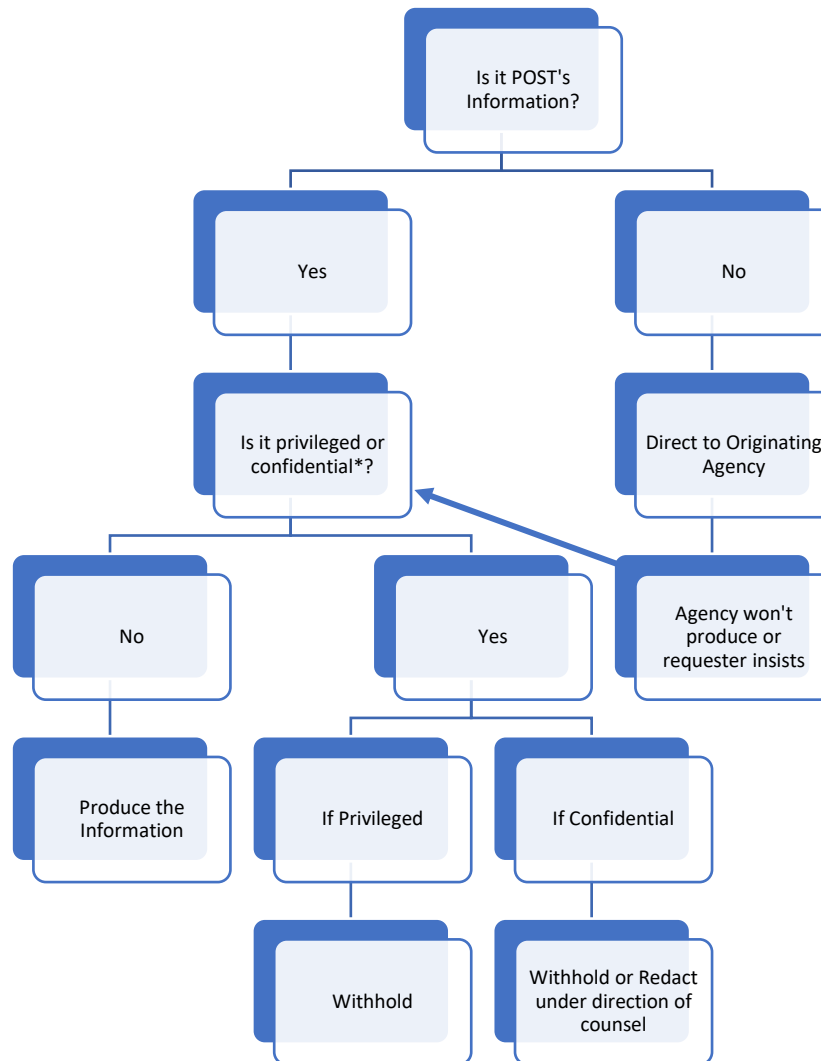 Is it POST's
Information?
Yes
No
Is it privileged or
confidential*?
Direct to Originating
Agency
No
Yes
Agency won't
produce or
requester insists
Produce the
Information
If Privileged
If Confidential
Withhold
Withhold or Redact
under direction of
counsel